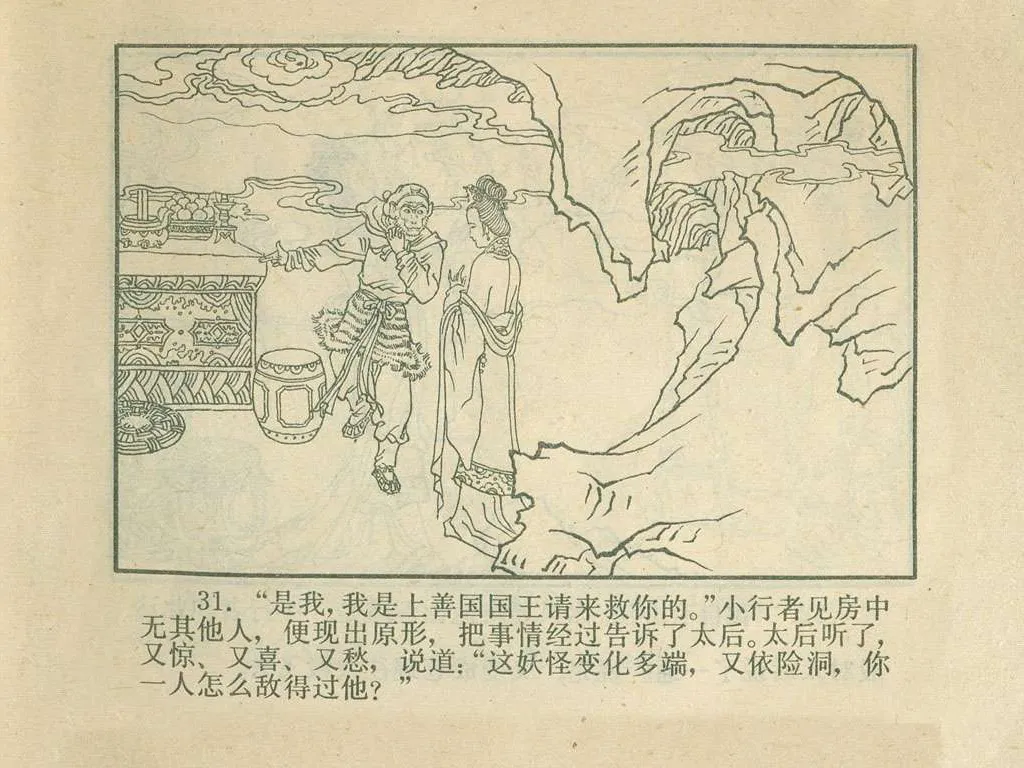 31. “是我,我是上善国国王请来救你的。”小行者见房中
无其他人，便现出原形，把事情经过告诉了太后。太后听了，
又惊、又喜、又愁，说道：“这妖怪变化多端，又依险洞，你
一人怎么敌得过他？”